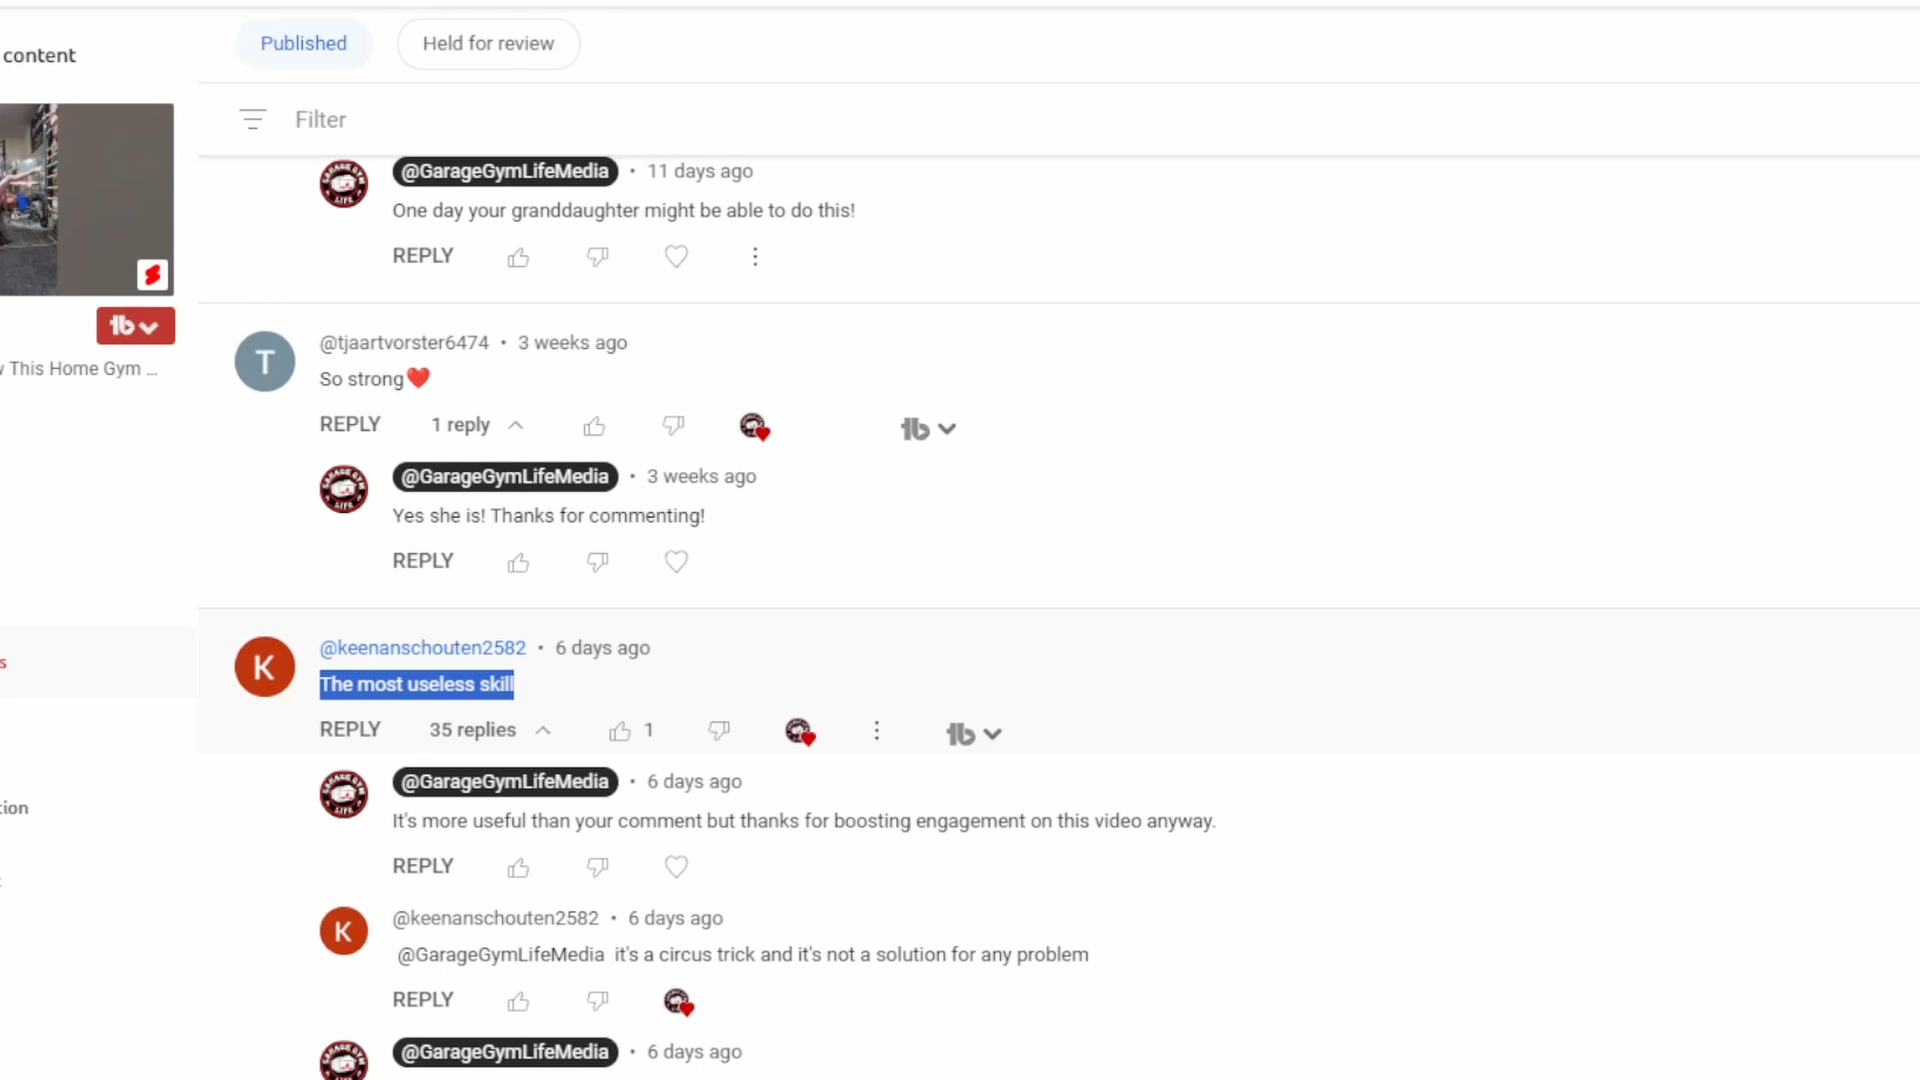 Published
Held for review
content
Filter
@GarageGymLifeMedia • 11 days ago
One day your granddaughter might be able to do this!
REPLY
This Home Gym ...
T
@tjaartvorster6474 • 3 weeks ago
So strong❤️
REPLY 1 reply
@GarageGymLifeMedia • 3 weeks ago
Yes she is! Thanks for commenting!
REPLY
K
@keenanschouten2582 • 6 days ago
The most useless skill
REPLY 35 replies 1
@GarageGymLifeMedia • 6 days ago
It's more useful than your comment but thanks for boosting engagement on this video anyway.
REPLY
K
@keenanschouten2582 • 6 days ago
@GarageGymLifeMedia it's a circus trick and it's not a solution for any problem
REPLY
@GarageGymLifeMedia • 6 days ago